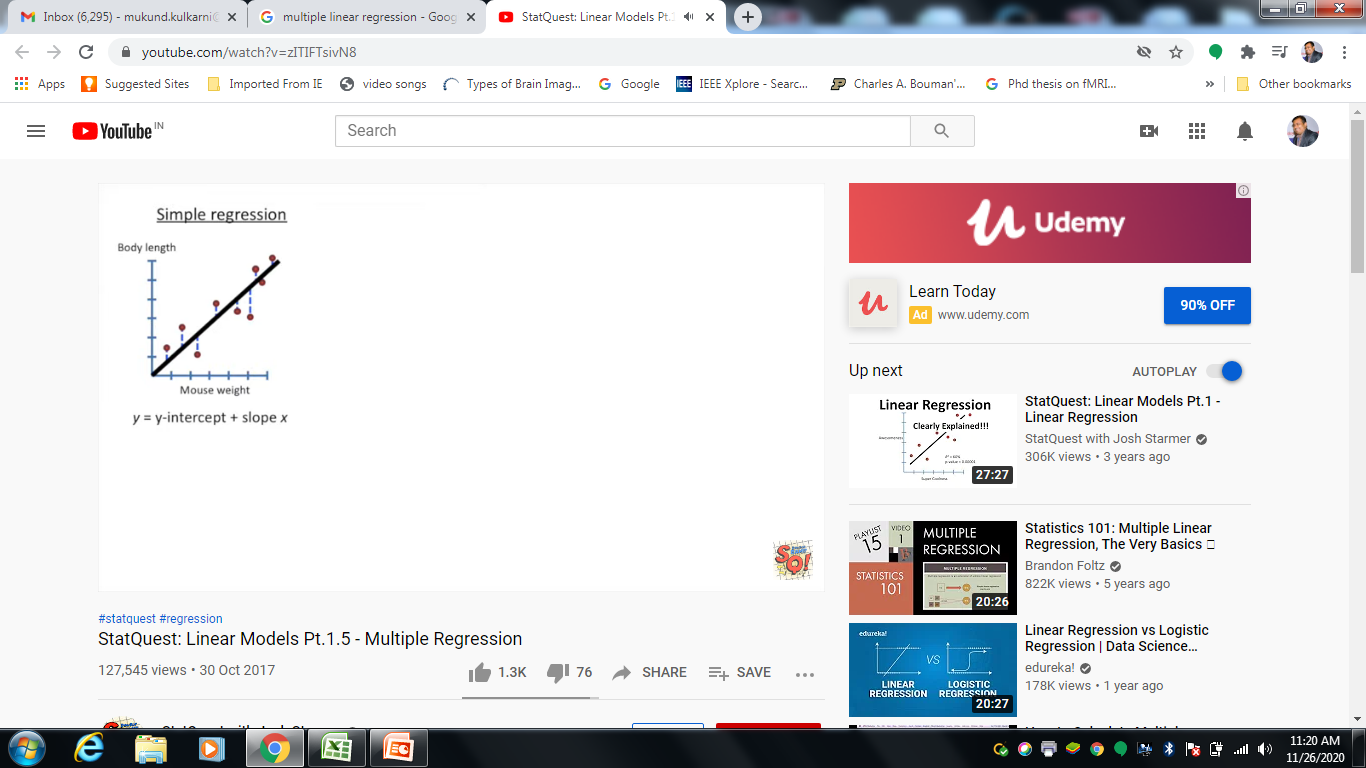 Inbox (6,295) - mukund.kulkarni@
multiple linear regression - Goog
StatQuest: Linear Models Pt.
youtube.com/watch?v=zITIFTsivN8
Apps
Suggested Sites
Imported From IE
video songs
Types of Brain Imag...
Google
IEEE
IEEE Xplore - Searc...
Charles A. Bouman'...
Phd thesis on fMRI...
»
Other bookmarks
YouTube IN
Search
Simple regression
Body length
Mouse weight
y = y-intercept + slope x
SQ!
#statquest #regression
StatQuest: Linear Models Pt.1.5 - Multiple Regression
127,545 views • 30 Oct 2017
1.3K
76
SHARE
SAVE
Udemy
Learn Today
Ad www.udemy.com
90% OFF
Up next
AUTOPLAY
Linear Regression
Clearly Explained!!!
27:27
StatQuest: Linear Models Pt.1 -
Linear Regression
StatQuest with Josh Starmer
306K views • 3 years ago
PLAYLIST
15
VIDEO
1
MULTIPLE
REGRESSION
STATISTICS
101
20:26
Statistics 101: Multiple Linear
Regression, The Very Basics
Brandon Foltz
822K views • 5 years ago
edureka!
VS
LINEAR
REGRESSION
LOGISTIC
20:27
Linear Regression vs Logistic
Regression | Data Science...
edureka!
178K views • 1 year ago
11:20 AM
11/26/2020